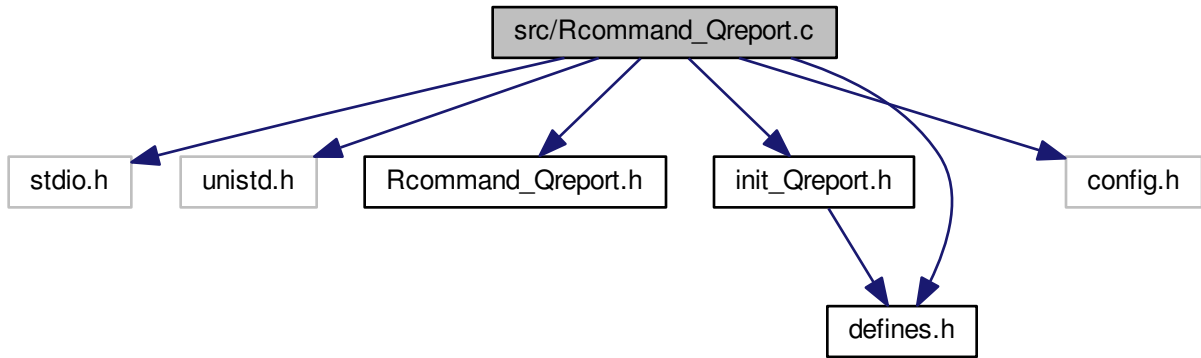 src/Rcommand_Qreport.c
stdio.h
unistd.h
Rcommand_Qreport.h
init_Qreport.h
config.h
defines.h